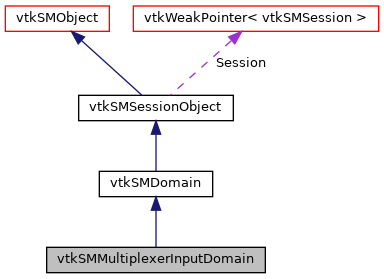 vtkSMObject
vtkWeakPointer< vtkSMSession >
Session
vtkSMSessionObject
vtkSMDomain
vtkSMMultiplexerInputDomain